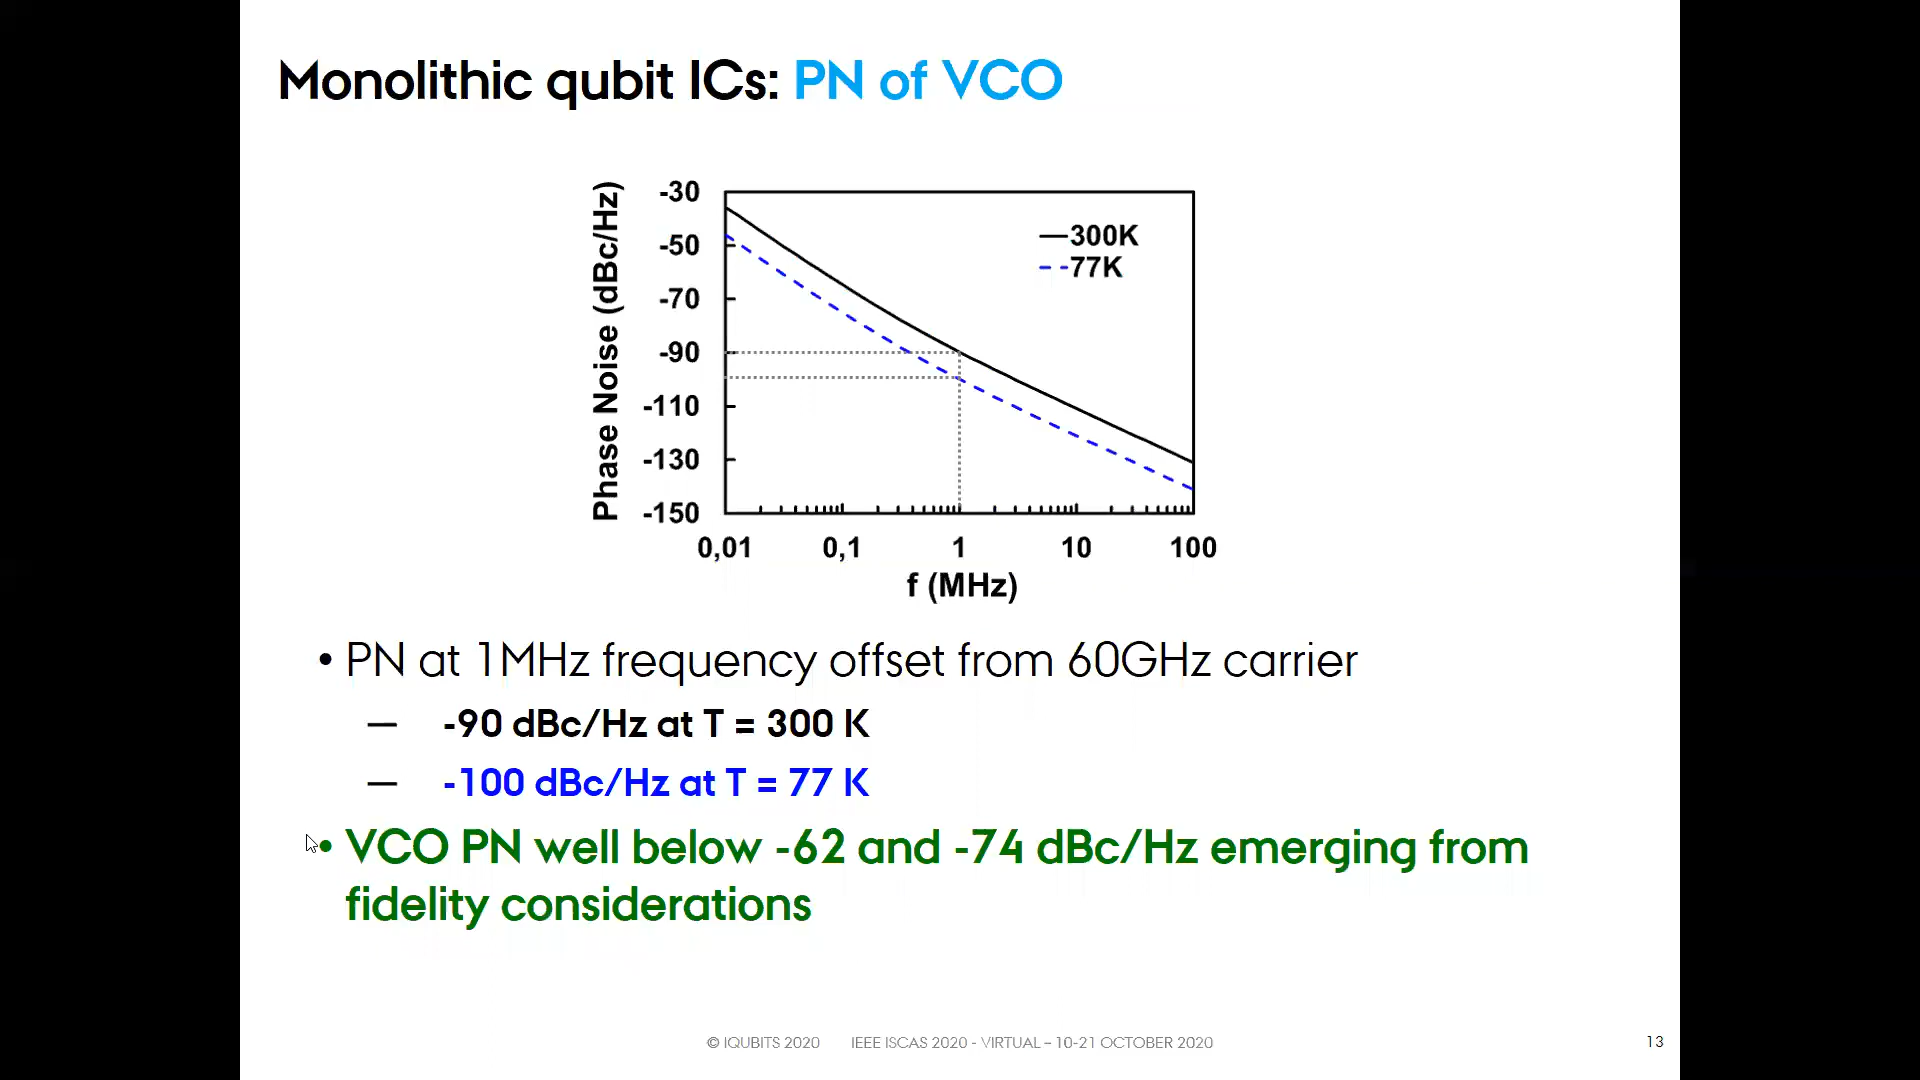 Monolithic qubit ICs: PN of VCO
Phase Noise (dBc/Hz)
-30
-50
-70
-90
-110
-130
-150
300K
77K
0,01 0,1 1 10 100
f (MHz)
• PN at 1MHz frequency offset from 60GHz carrier
— -90 dBc/Hz at T = 300 K
— -100 dBc/Hz at T = 77 K
• VCO PN well below -62 and -74 dBc/Hz emerging from
fidelity considerations
© IQUBITS 2020 IEEE ISCAS 2020 - VIRTUAL – 10-21 OCTOBER 2020
13